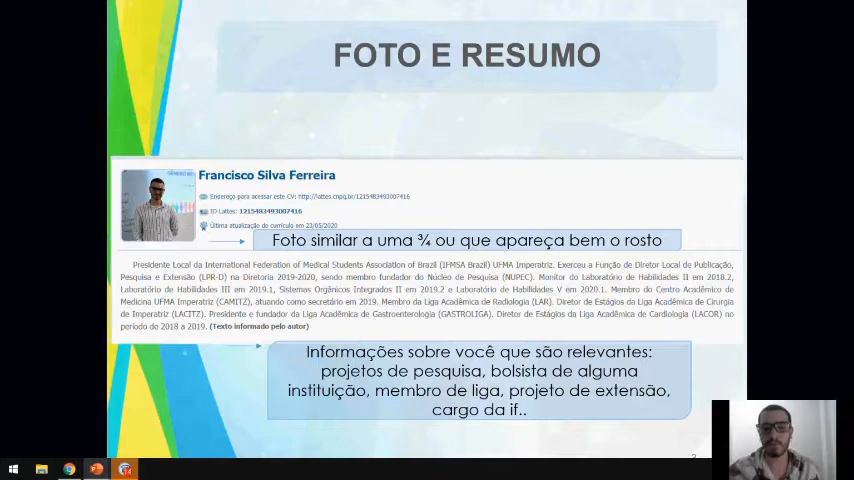 FOTO E RESUMO
Francisco Silva Ferreira
Endereço para acessar este CV: http://lattes.cnpq.br/1215483493007416
ID Lattes: 1215483493007416
Última atualização do currículo em 23/05/2020
Foto similar a uma ¾ ou que apareça bem o rosto
Presidente Local da International Federation of Medical Students Association of Brazil (IFMSA Brazil) UFMA Imperatriz. Exerceu a Função de Diretor Local de Publicação,
Pesquisa e Extensão (LPR-D) na Diretoria 2019-2020, sendo membro fundador do Núcleo de Pesquisa (NUPEC). Monitor do Laboratório de Habilidades II em 2018.2,
Laboratório de Habilidades III em 2019.1, Sistemas Orgânicos Integrados II em 2019.2 e Laboratório de Habilidades V em 2020.1. Membro do Centro Acadêmico de
Medicina UFMA Imperatriz (CAMITZ), atuando como secretário em 2019. Membro da Liga Acadêmica de Radiologia (LAR). Diretor de Estágios da Liga Acadêmica de Cirurgia
de Imperatriz (LACITZ). Presidente e fundador da Liga Acadêmica de Gastroenterologia (GASTROLIGA). Diretor de Estágios da Liga Acadêmica de Cardiologia (LACOR) no
período de 2018 a 2019. (Texto informado pelo autor)
Informações sobre você que são relevantes:
projetos de pesquisa, bolsista de alguma
instituição, membro de liga, projeto de extensão,
cargo da if..